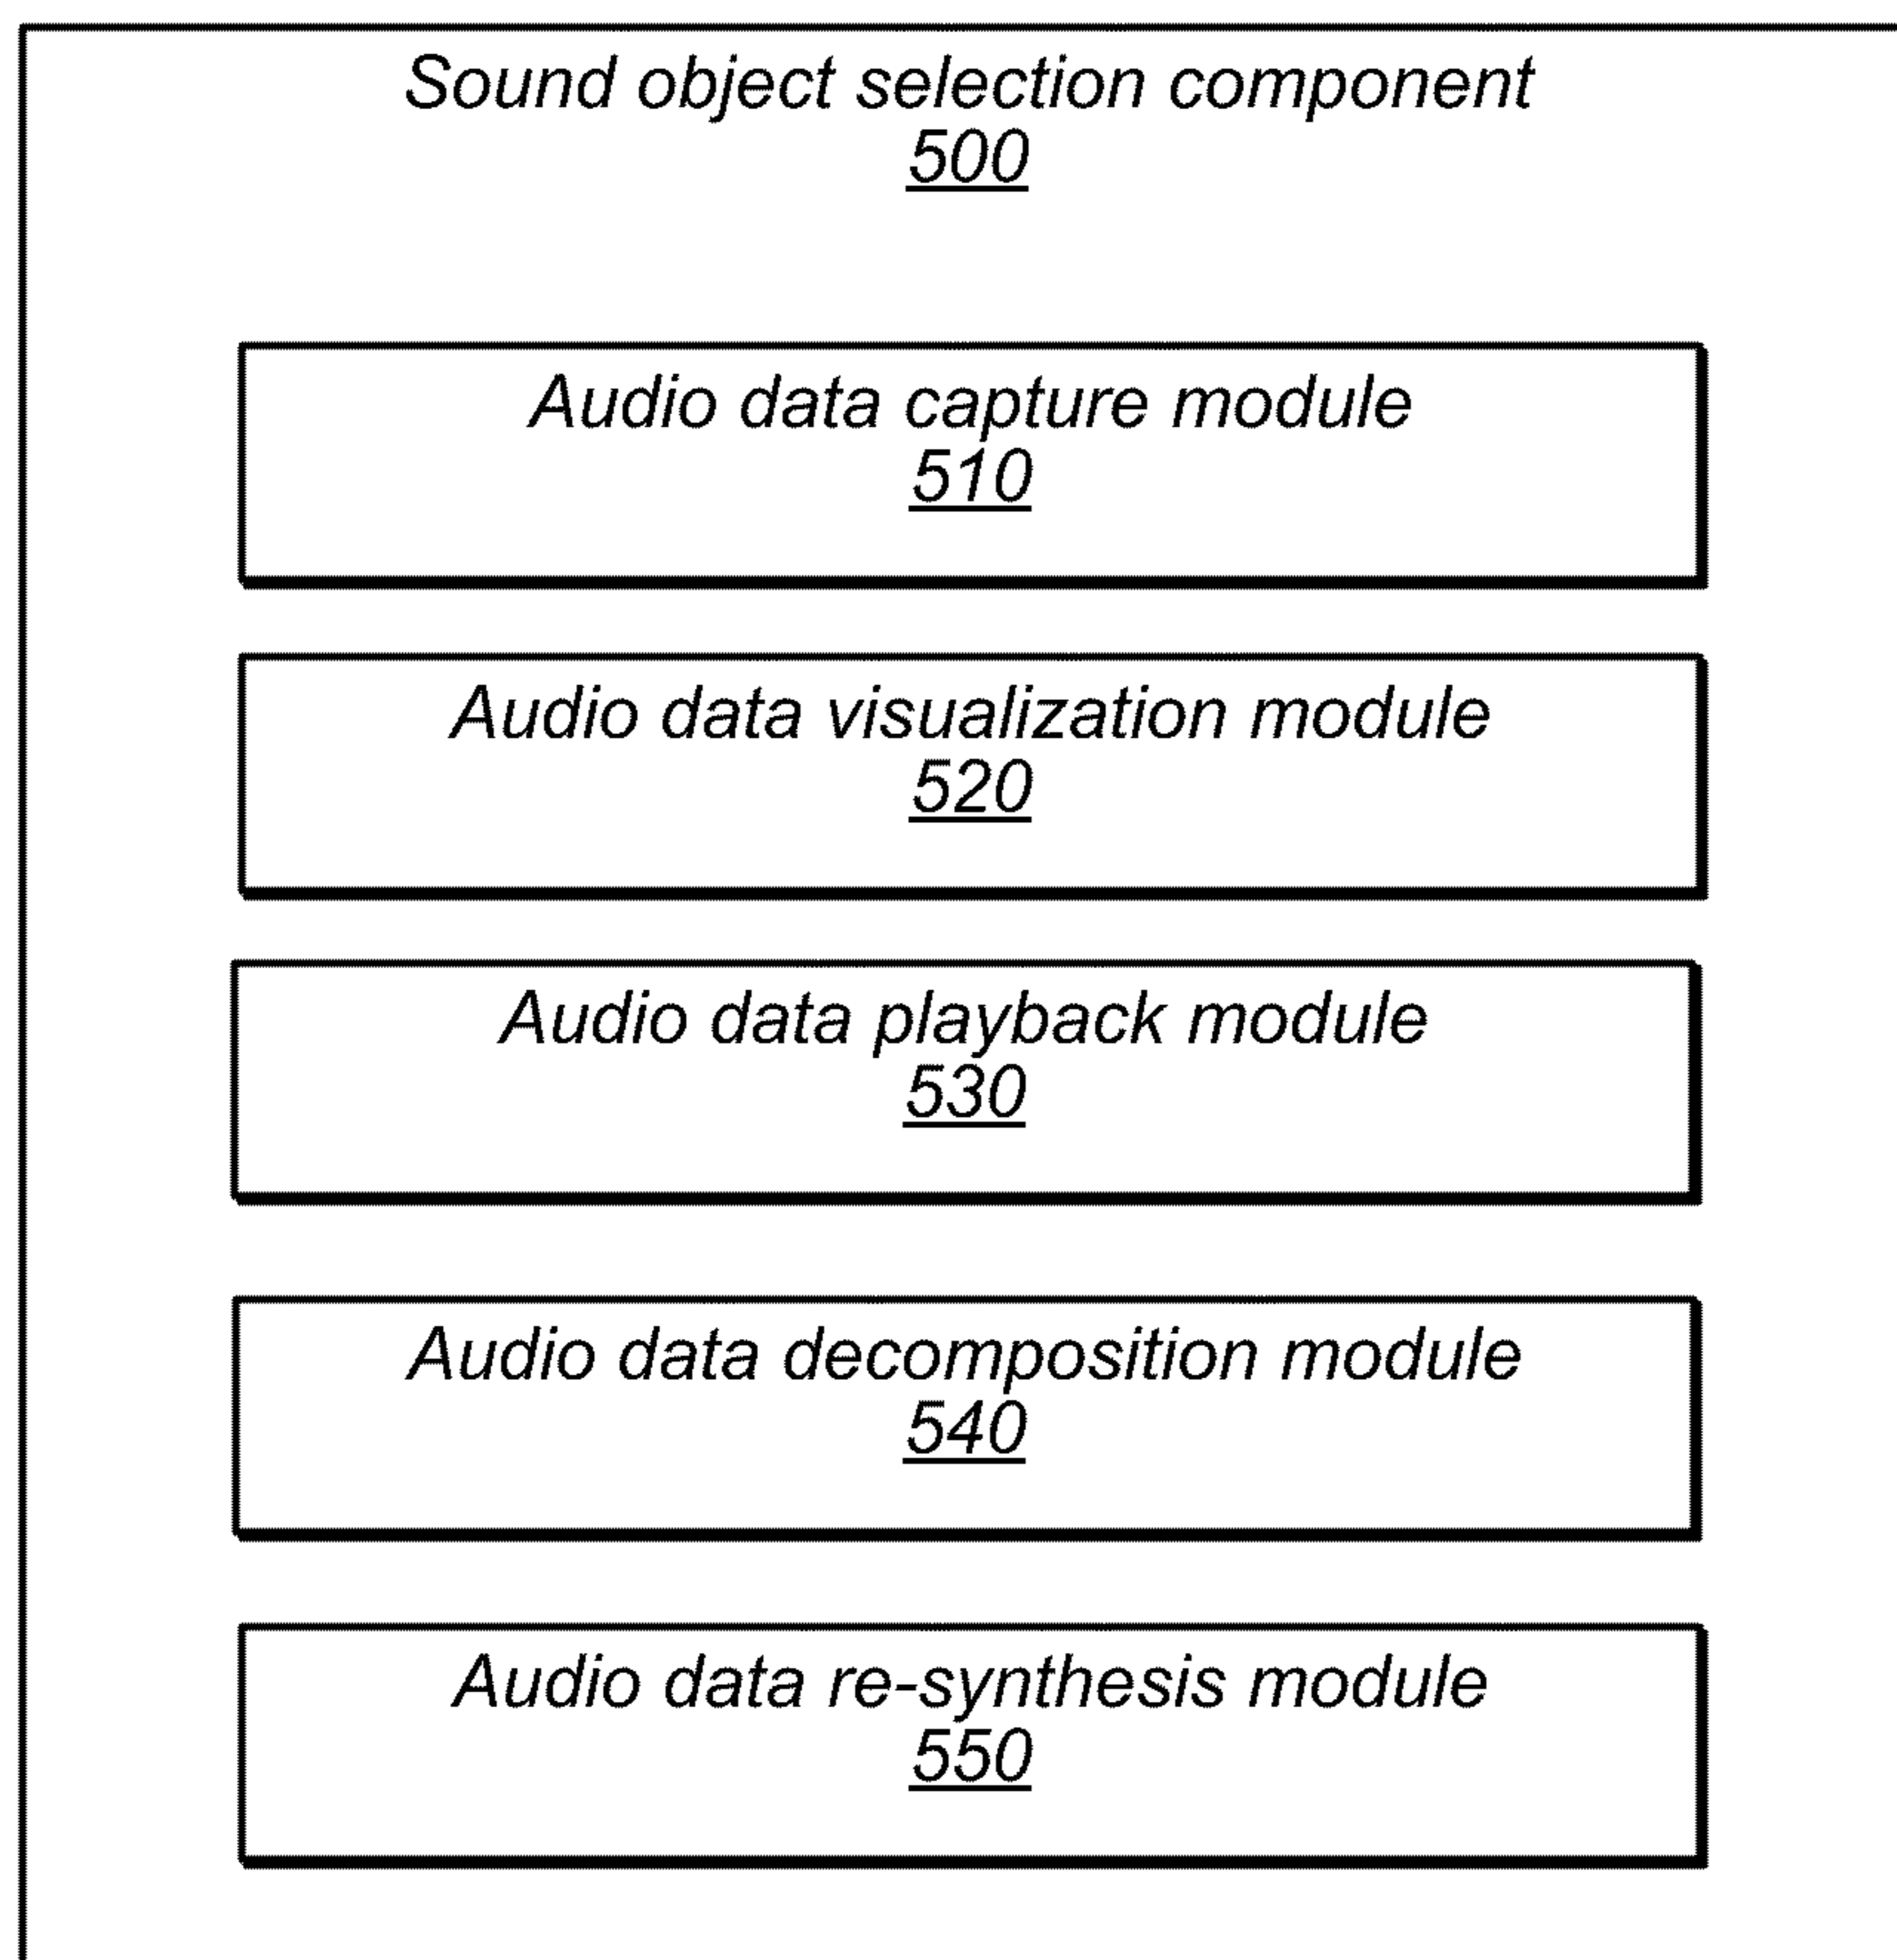 Sound object selection component
500
Audio data capture module
510
Audio data visualization module
520
Audio data playback module
530
Audio data decomposition module
540
Audio data re-synthesis module
550